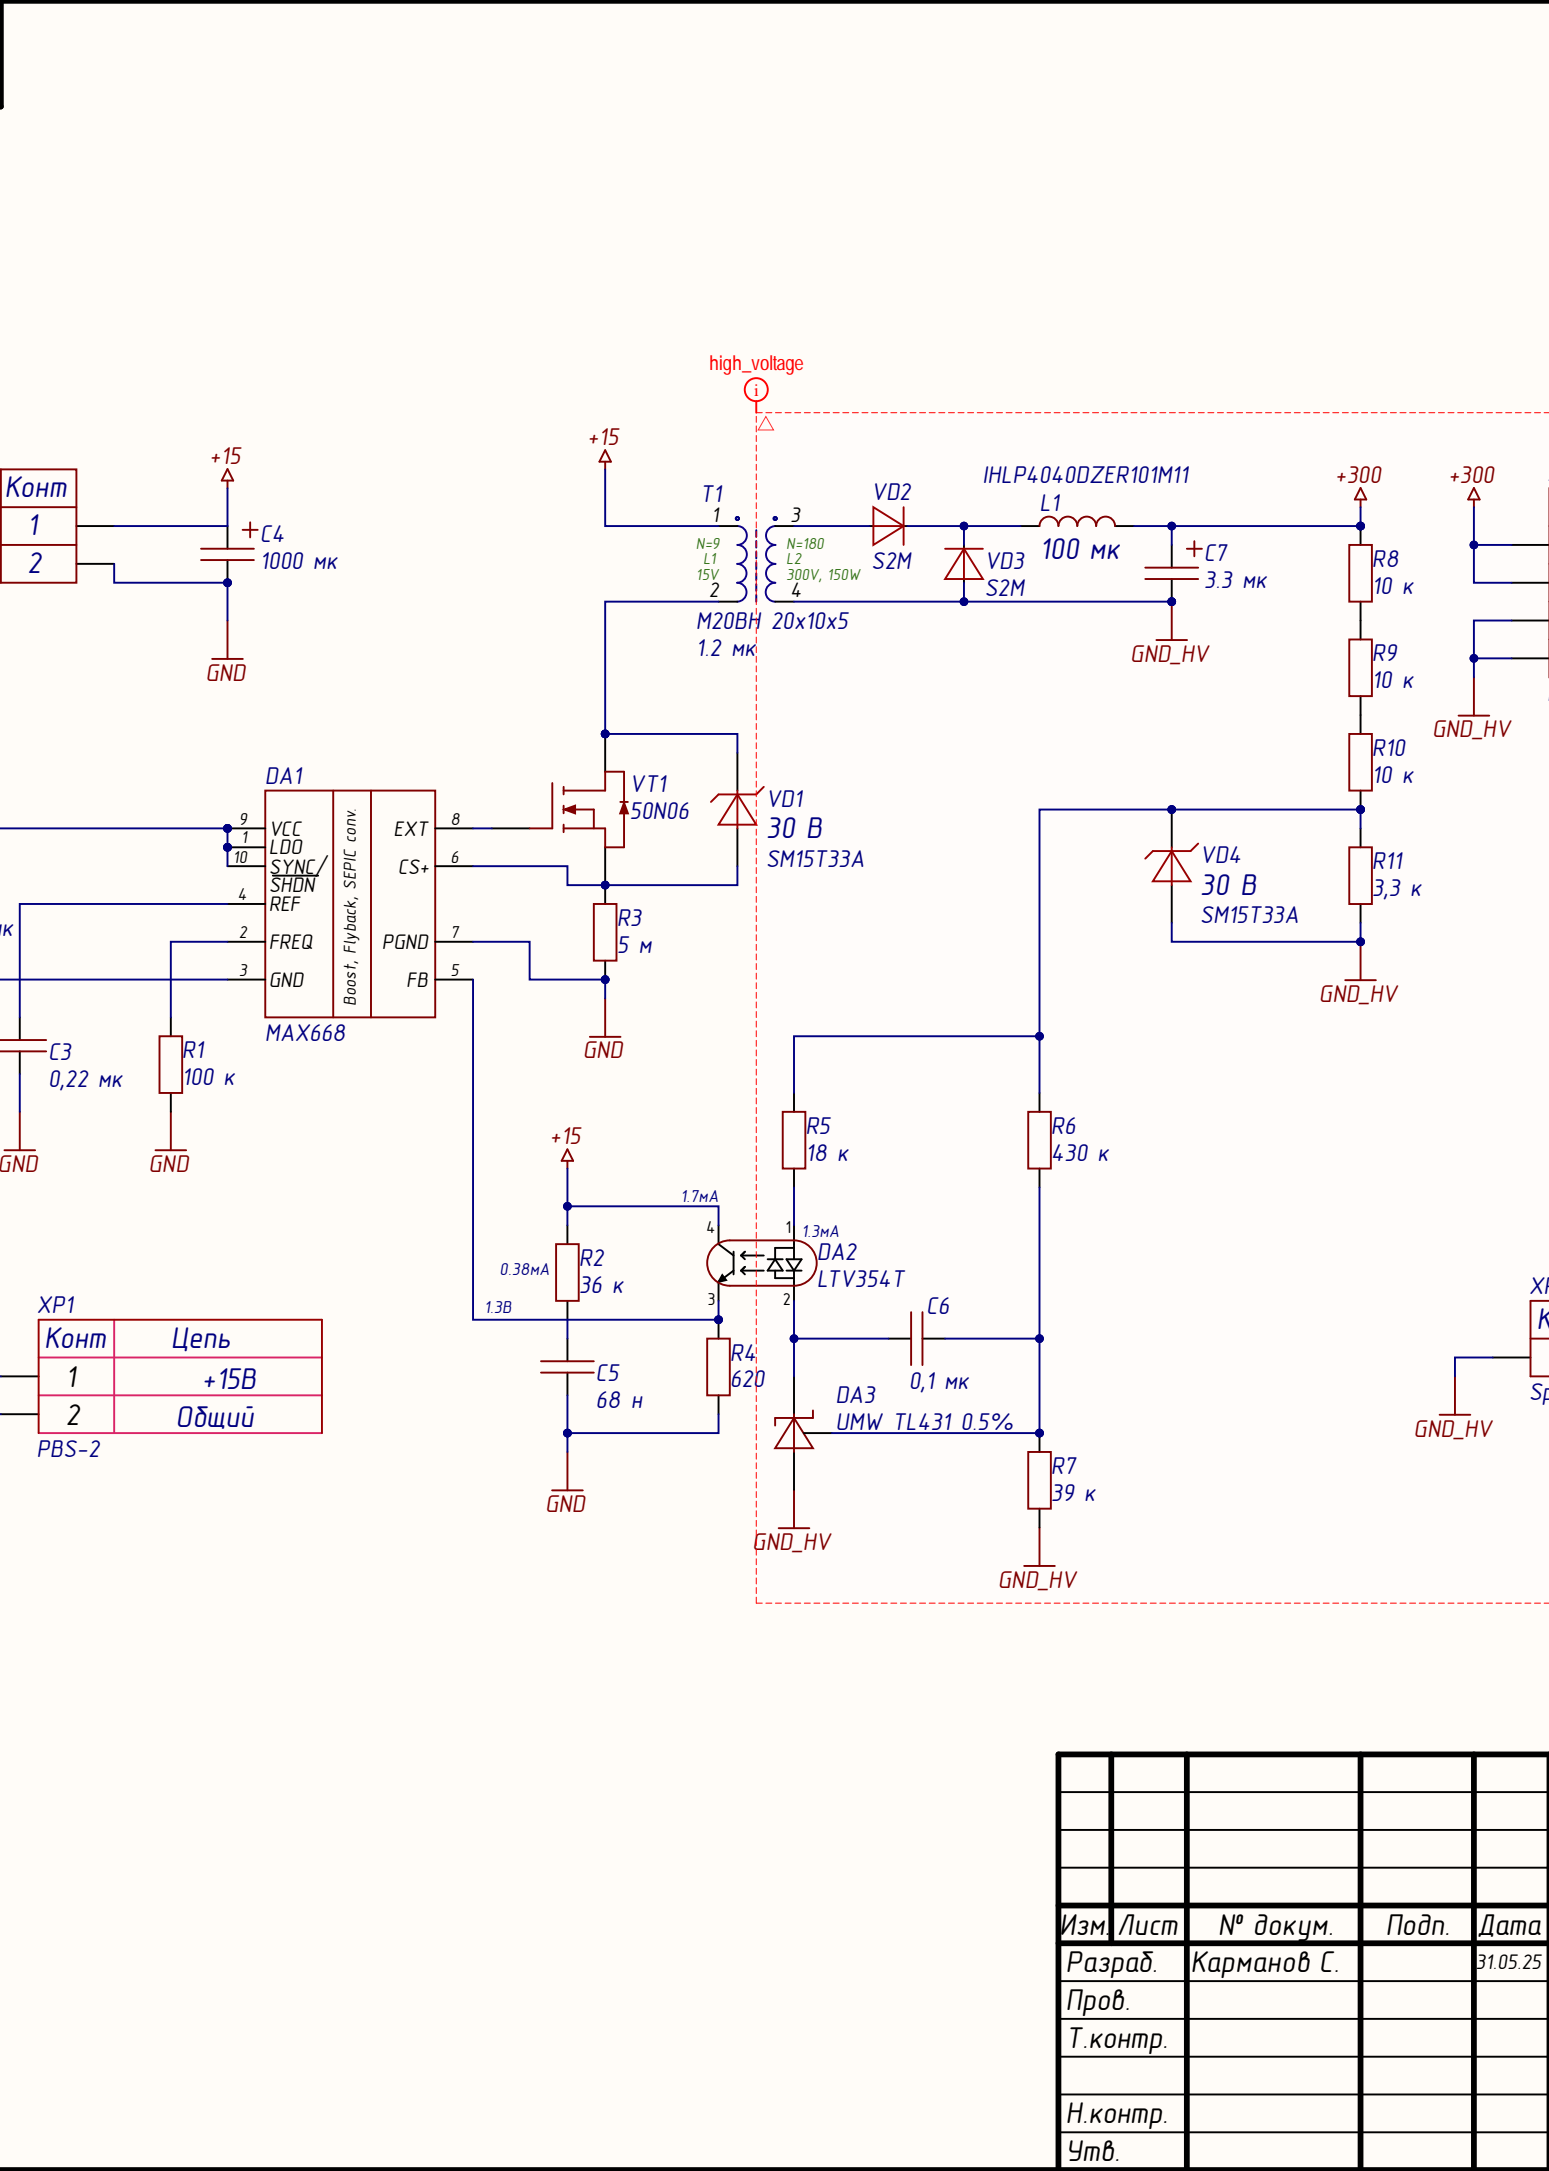 high_voltage
i
Конт
1
2
+15
+ C4
1000 мк
GND
+15
T1
1
N=9
L1
15V
2
3
N=180
L2
300V, 150W
4
M20BH 20x10x5
1.2 мк
VD2
S2M
VD3
S2M
IHLP4040DZER101M11
L1
100 мк
+ C7
3.3 мк
GND_HV
+300
R8
10 к
R9
10 к
R10
10 к
R11
3,3 к
GND_HV
+300
GND_HV
VD4
30 В
SM15T33A
VT1
50N06
VD1
30 В
SM15T33A
R3
5 м
GND
DA1
9 VCC
1 LDO
10 SYNC/
SHDN
4 REF
2 FREQ
3 GND
Boost, Flyback, SEPIC conv.
EXT 8
CS+ 6
PGND 7
FB 5
MAX668
C3
0,22 мк
GND
R1
100 к
GND
+15
1.7мА
0.38мА
R2
36 к
1.3В
C5
68 н
GND
R4
620
4
3
1
2
1.3мА
DA2
LTV354T
R5
18 к
R6
430 к
C6
0,1 мк
DA3
UMW TL431 0.5%
GND_HV
R7
39 к
GND_HV
XP1
Конт Цепь
1 +15В
2 Общий
PBS-2
GND_HV
Изм. Лист № докум. Подп. Дата
Разраб. Карманов С. 31.05.25
Пров.
Т.контр.
Н.контр.
Утв.